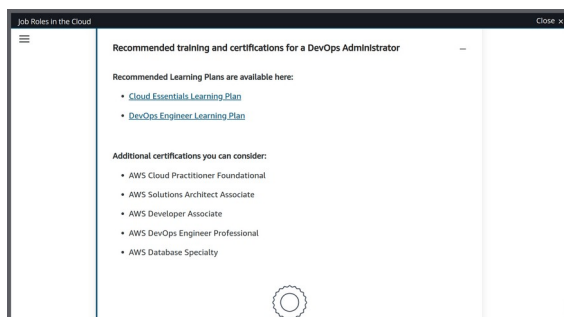 Job Roles in the Cloud
Close ×
Recommended training and certifications for a DevOps Administrator
–
Recommended Learning Plans are available here:
• Cloud Essentials Learning Plan
• DevOps Engineer Learning Plan
Additional certifications you can consider:
• AWS Cloud Practitioner Foundational
• AWS Solutions Architect Associate
• AWS Developer Associate
• AWS DevOps Engineer Professional
• AWS Database Specialty